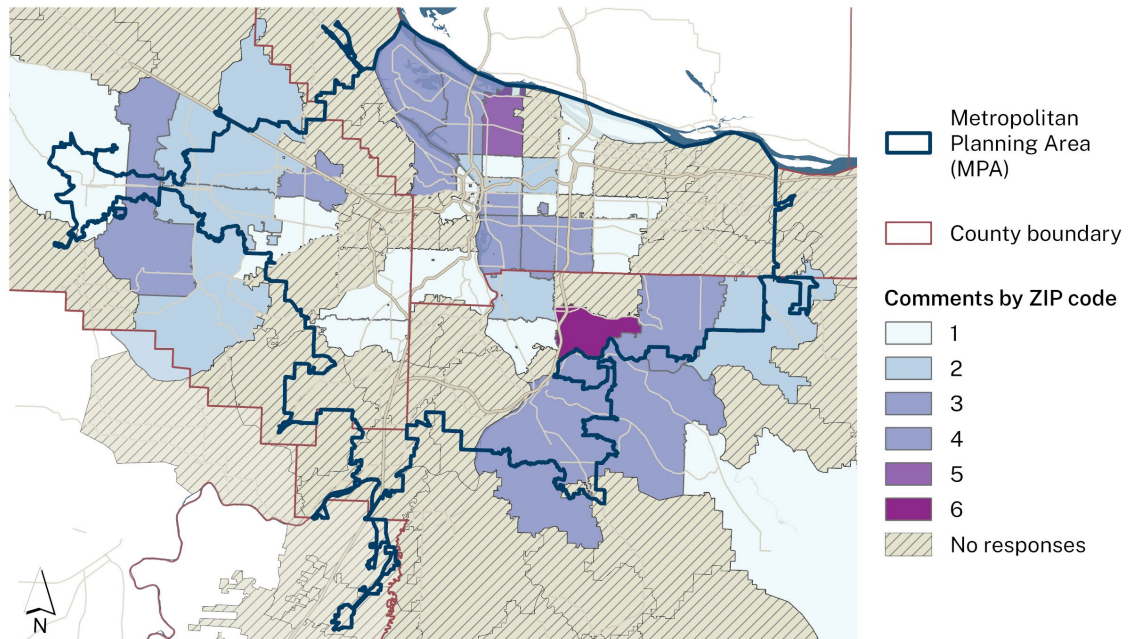 Metropolitan
Planning Area
(MPA)
County boundary
Comments by ZIP code
1
2
3
4
5
6
No responses
N